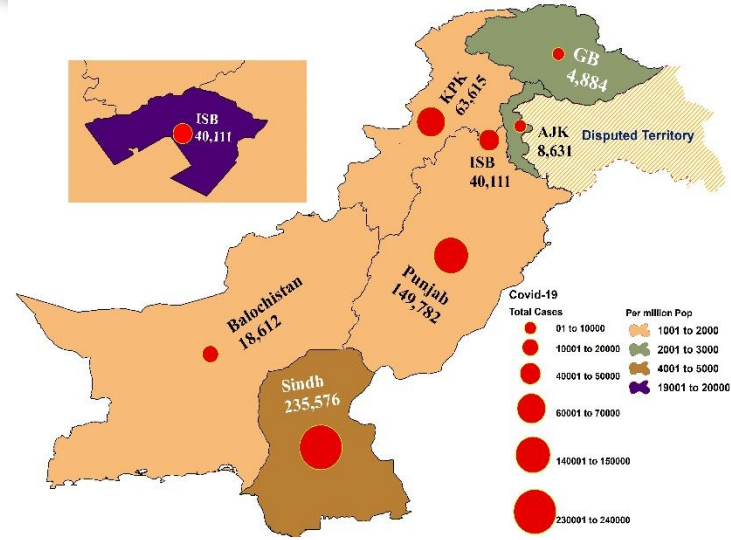 GB
4,884
KPK
63,615
ISB
40,111
AJK
8,631
Disputed Territory
ISB
40,111
Punjab
149,782
Balochistan
18,612
Sindh
235,576
Covid-19
Total Cases
01 to 10000
10001 to 20000
40001 to 50000
60001 to 70000
140001 to 150000
230001 to 240000
Per million Pop
1001 to 2000
2001 to 3000
4001 to 5000
19001 to 20000